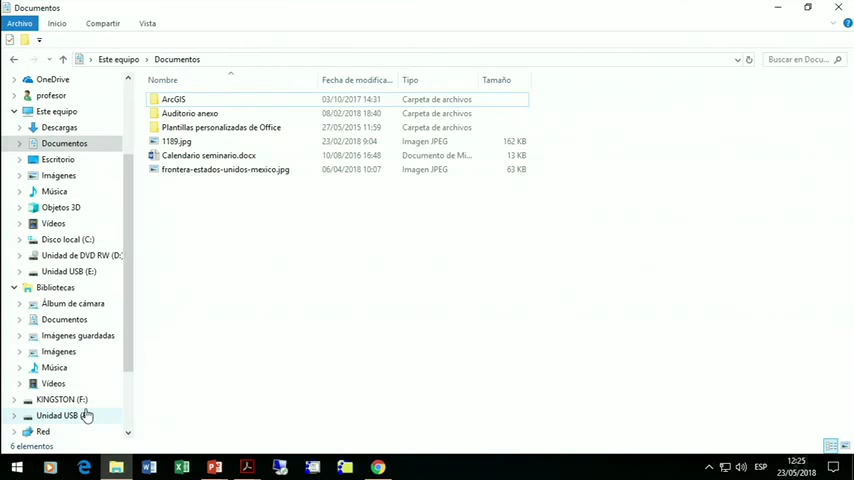 Documentos
Archivo Inicio Compartir Vista
Este equipo Documentos Buscar en Docu...
OneDrive
profesor
Este equipo
Descargas
Documentos
Escritorio
Imágenes
Música
Objetos 3D
Vídeos
Disco local (C:)
Unidad de DVD RW (D:)
Unidad USB (E:)
Bibliotecas
Álbum de cámara
Documentos
Imágenes guardadas
Imágenes
Música
Vídeos
KINGSTON (F:)
Unidad USB
Red
Nombre Fecha de modifica... Tipo Tamaño
ArcGIS 03/10/2017 14:31 Carpeta de archivos
Auditorio anexo 08/02/2018 18:40 Carpeta de archivos
Plantillas personalizadas de Office 27/05/2015 11:59 Carpeta de archivos
1189.jpg 23/02/2018 9:04 Imagen JPEG 162 KB
Calendario seminario.docx 10/08/2016 16:48 Documento de Mi... 13 KB
frontera-estados-unidos-mexico.jpg 06/04/2018 10:07 Imagen JPEG 63 KB
6 elementos
ESP 12:25
23/05/2018